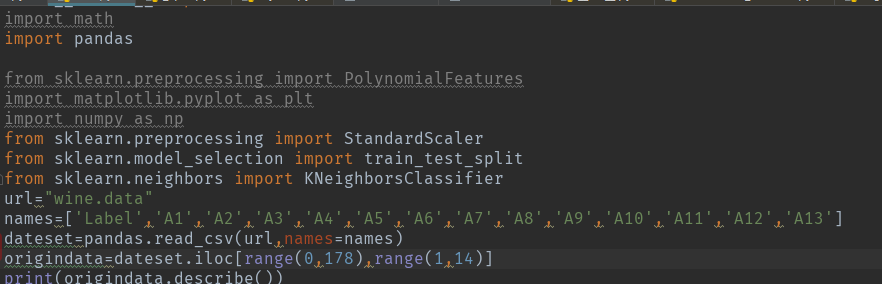 import math
import pandas
from sklearn.preprocessing import PolynomialFeatures
import matplotlib.pyplot as plt
import numpy as np
from sklearn.preprocessing import StandardScaler
from sklearn.model_selection import train_test_split
from sklearn.neighbors import KNeighborsClassifier
url="wine.data"
names=['Label','A1','A2','A3','A4','A5','A6','A7','A8','A9','A10','A11','A12','A13']
dateset=pandas.read_csv(url,names=names)
origindata=dateset.iloc[range(0,178),range(1,14)]
print(origindata.describe())